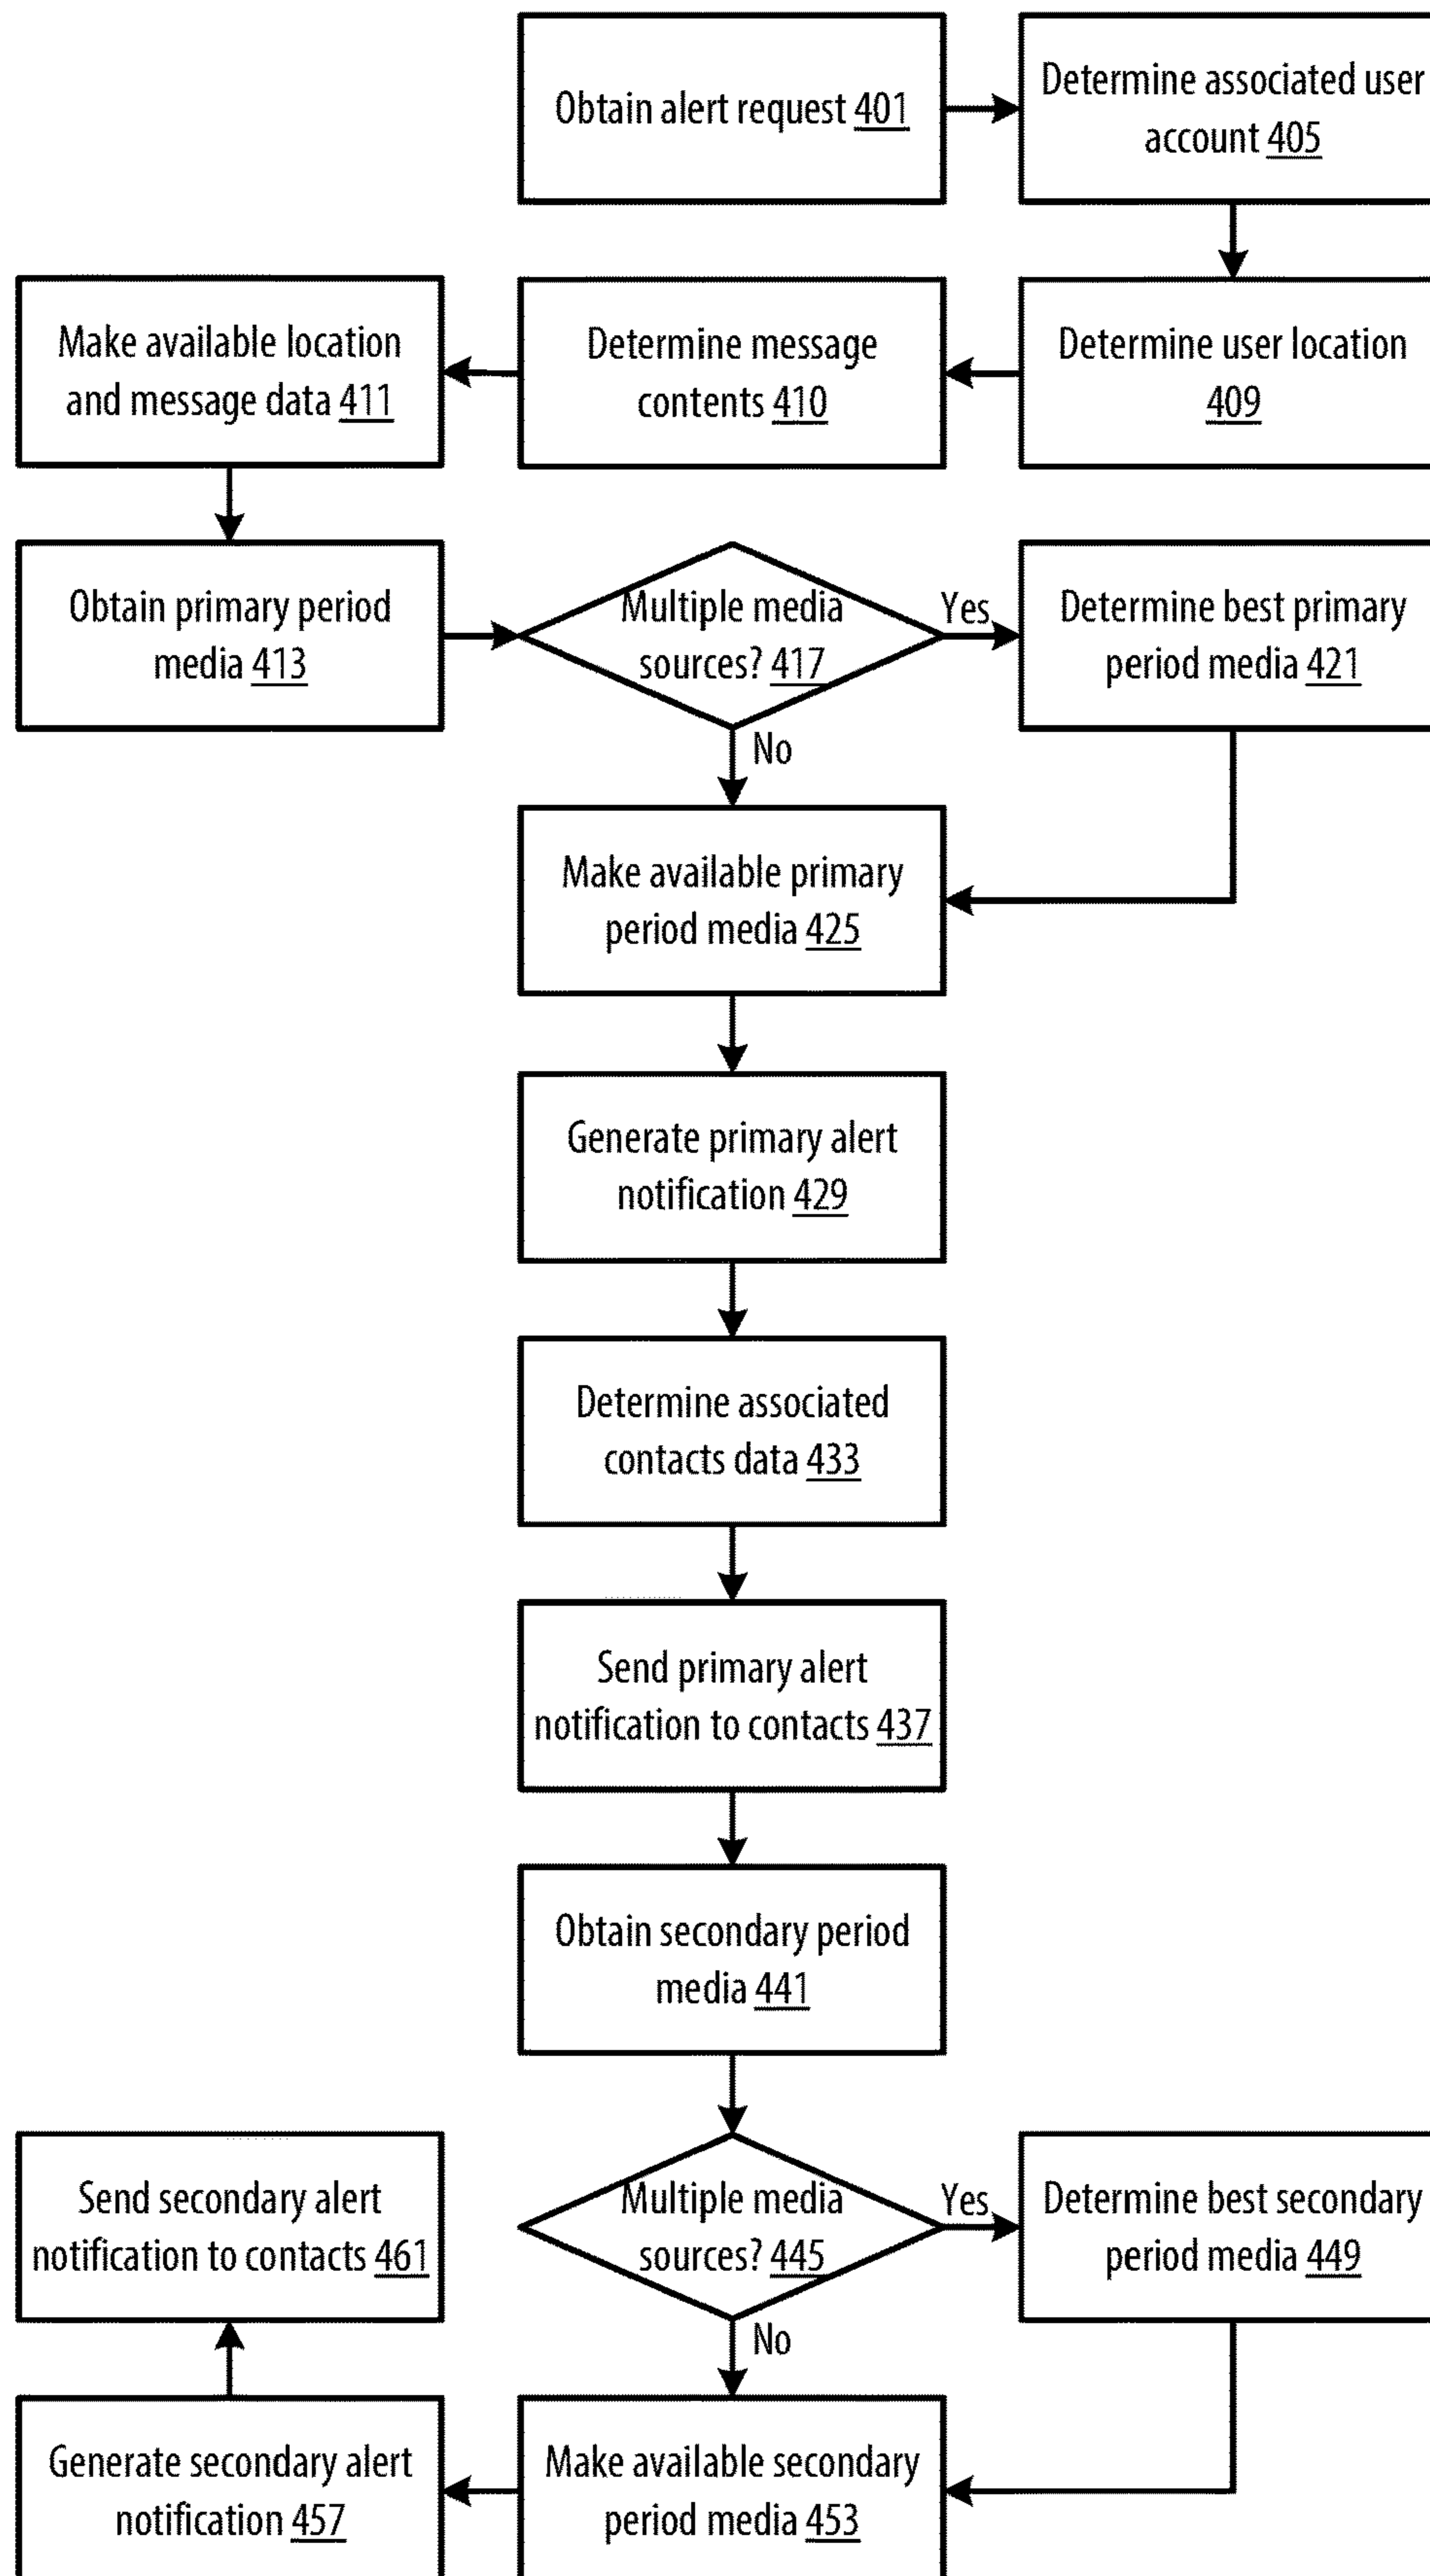 Obtain alert request 401
Determine associated user
account 405
Determine user location
409
Determine message
contents 410
Make available location
and message data 411
Obtain primary period
media 413
Multiple media
sources? 417
Yes
No
Determine best primary
period media 421
Make available primary
period media 425
Generate primary alert
notification 429
Determine associated
contacts data 433
Send primary alert
notification to contacts 437
Obtain secondary period
media 441
Multiple media
sources? 445
Yes
No
Determine best secondary
period media 449
Make available secondary
period media 453
Generate secondary alert
notification 457
Send secondary alert
notification to contacts 461